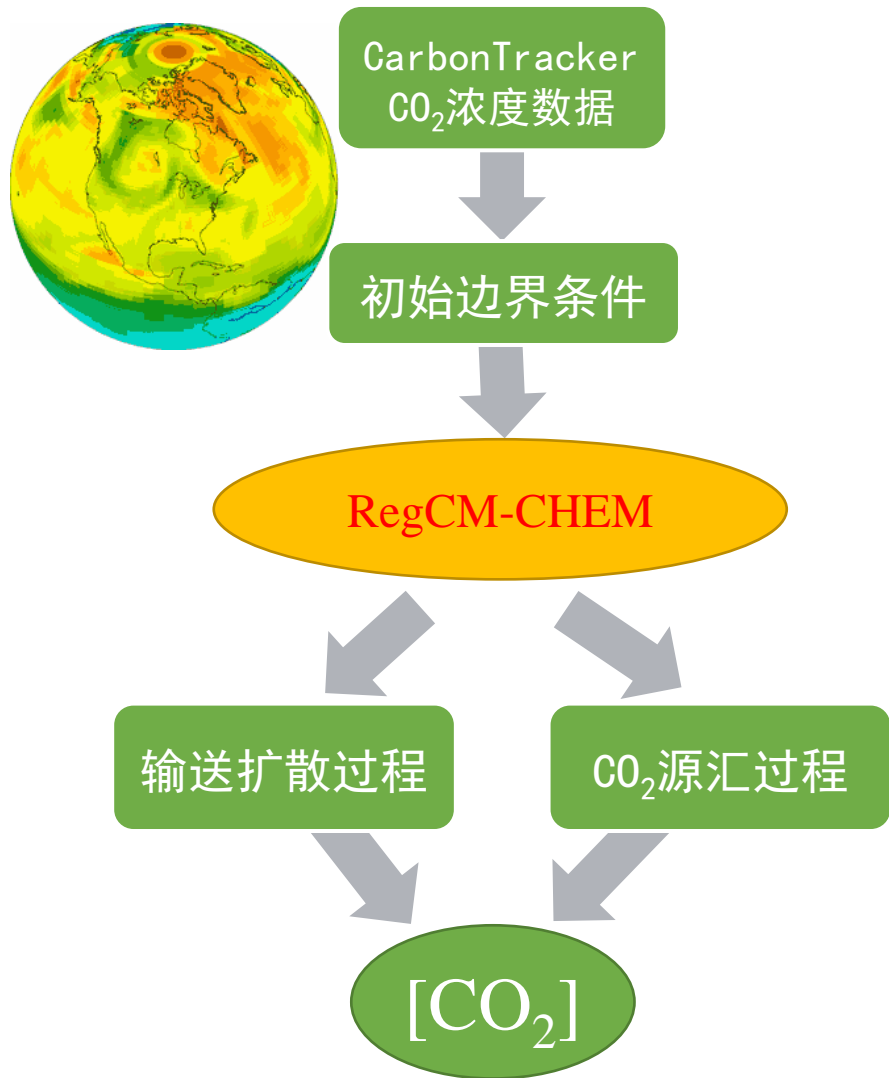 CarbonTracker
CO₂浓度数据
初始边界条件
RegCM-CHEM
输送扩散过程
CO₂源汇过程
[CO₂]